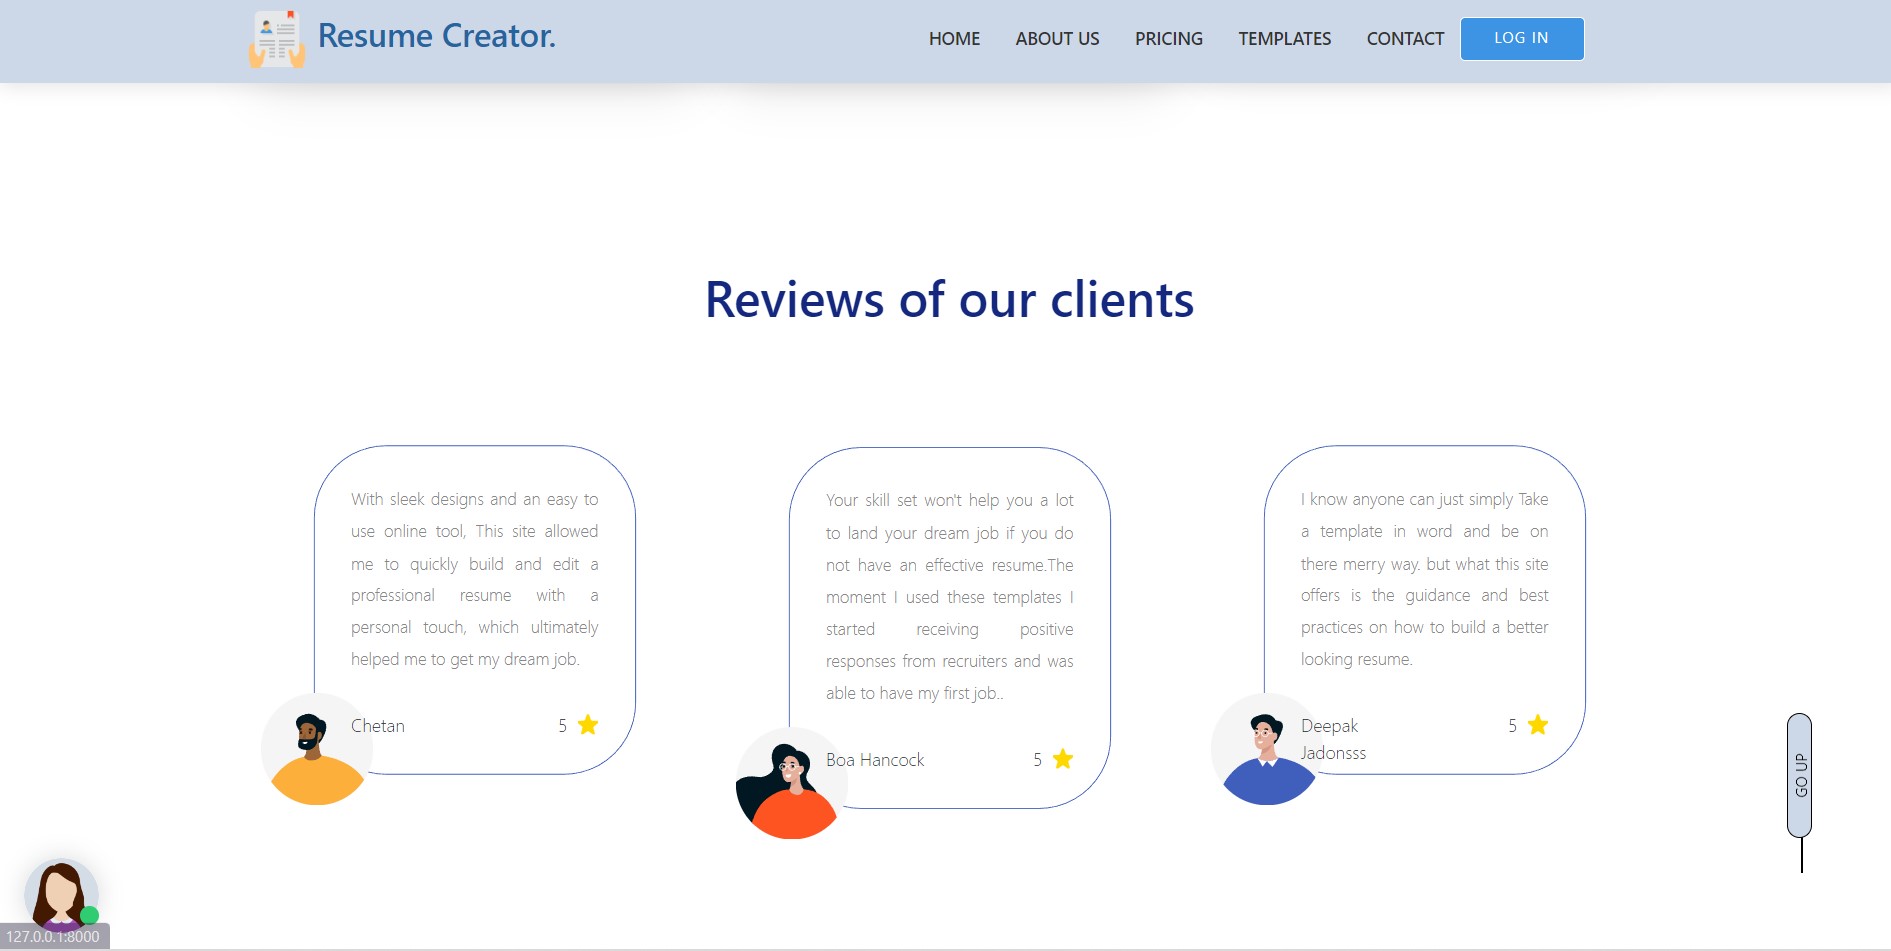 Resume Creator.
HOME ABOUT US PRICING TEMPLATES CONTACT LOG IN
Reviews of our clients
With sleek designs and an easy to
use online tool, This site allowed
me to quickly build and edit a
professional resume with a
personal touch, which ultimately
helped me to get my dream job.
Chetan 5
Your skill set won't help you a lot
to land your dream job if you do
not have an effective resume.The
moment I used these templates I
started receiving positive
responses from recruiters and was
able to have my first job..
Boa Hancock 5
I know anyone can just simply Take
a template in word and be on
there merry way. but what this site
offers is the guidance and best
practices on how to build a better
looking resume.
Deepak 5
Jadonsss
GO UP
127.0.0.1:8000